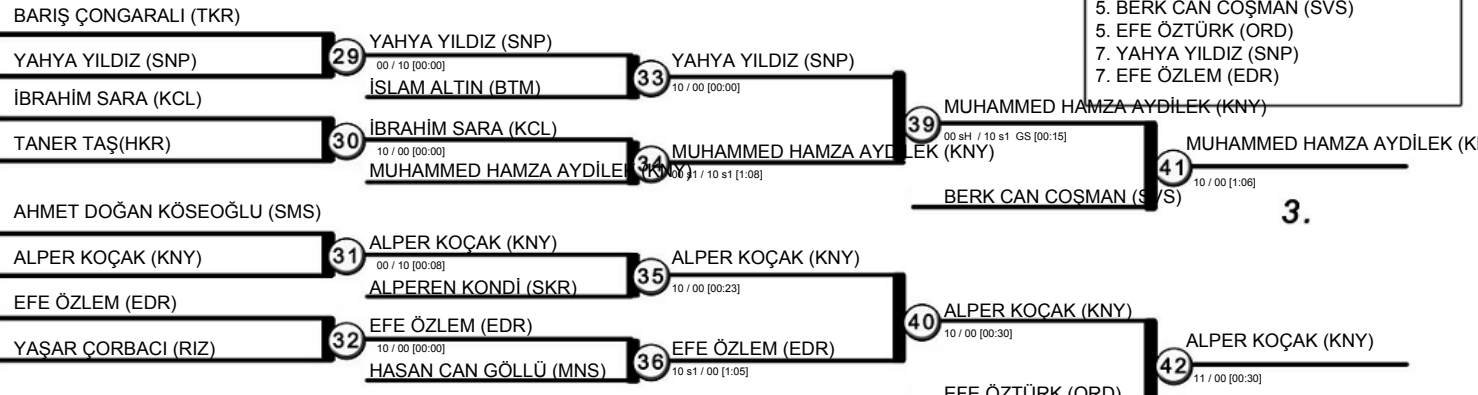 5. BERK CAN COŞMAN (SVS)
5. EFE ÖZTÜRK (ORD)
7. YAHYA YILDIZ (SNP)
7. EFE ÖZLEM (EDR)
BARIŞ ÇONGARALI (TKR)
YAHYA YILDIZ (SNP)
29
YAHYA YILDIZ (SNP)
00 / 10 [00:00]
İSLAM ALTIN (BTM)
33
YAHYA YILDIZ (SNP)
10 / 00 [00:00]
İBRAHİM SARA (KCL)
TANER TAŞ(HKR)
30
İBRAHİM SARA (KCL)
10 / 00 [00:00]
MUHAMMED HAMZA AYDİLEK (KNY)
34
MUHAMMED HAMZA AYDİLEK (KNY)
00 s1 / 10 s1 [1:08]
39
MUHAMMED HAMZA AYDİLEK (KNY)
00 sH / 10 s1 GS [00:15]
BERK CAN COŞMAN (SVS)
41
MUHAMMED HAMZA AYDİLEK (K
10 / 00 [1:06]
3.
AHMET DOĞAN KÖSEOĞLU (SMS)
ALPER KOÇAK (KNY)
31
ALPER KOÇAK (KNY)
00 / 10 [00:08]
ALPEREN KONDİ (SKR)
35
ALPER KOÇAK (KNY)
10 / 00 [00:23]
EFE ÖZLEM (EDR)
YAŞAR ÇORBACI (RIZ)
32
EFE ÖZLEM (EDR)
10 / 00 [00:00]
HASAN CAN GÖLLÜ (MNS)
36
EFE ÖZLEM (EDR)
10 s1 / 00 [1:05]
40
ALPER KOÇAK (KNY)
10 / 00 [00:30]
EFE ÖZTÜRK (ORD)
42
ALPER KOÇAK (KNY)
11 / 00 [00:30]